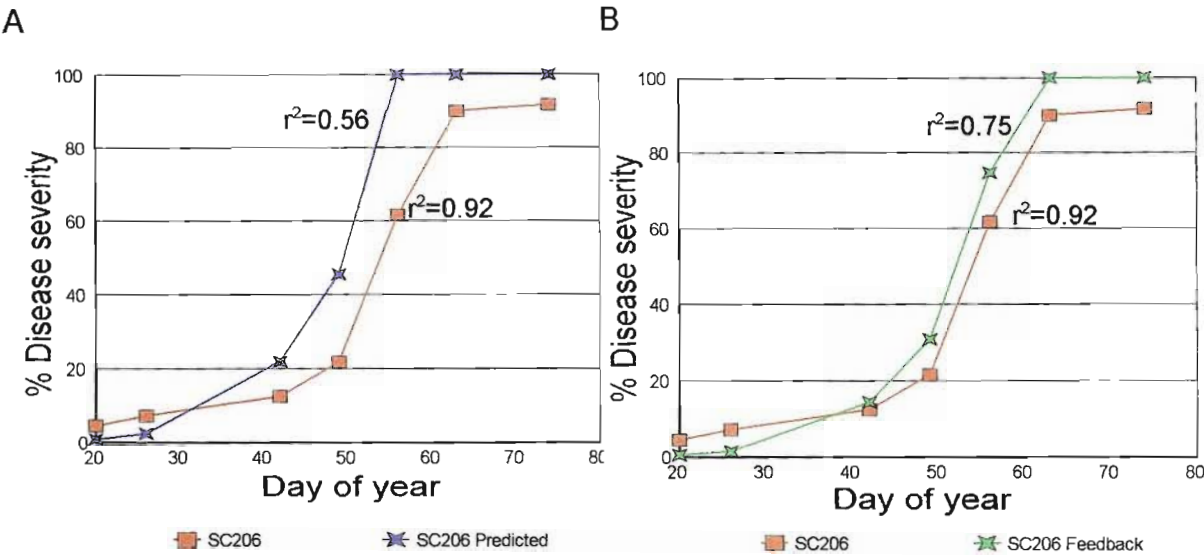 A
% Disease severity
100
80
60
40
20
0
r²=0.56
r²=0.92
20 30 40 50 60 70 8
Day of year
SC206 SC206 Predicted
B
% Disease severity
100
80
60
40
20
0
r²=0.75
r²=0.92
20 30 40 50 60 70 80
Day of year
SC206 SC206 Feedback